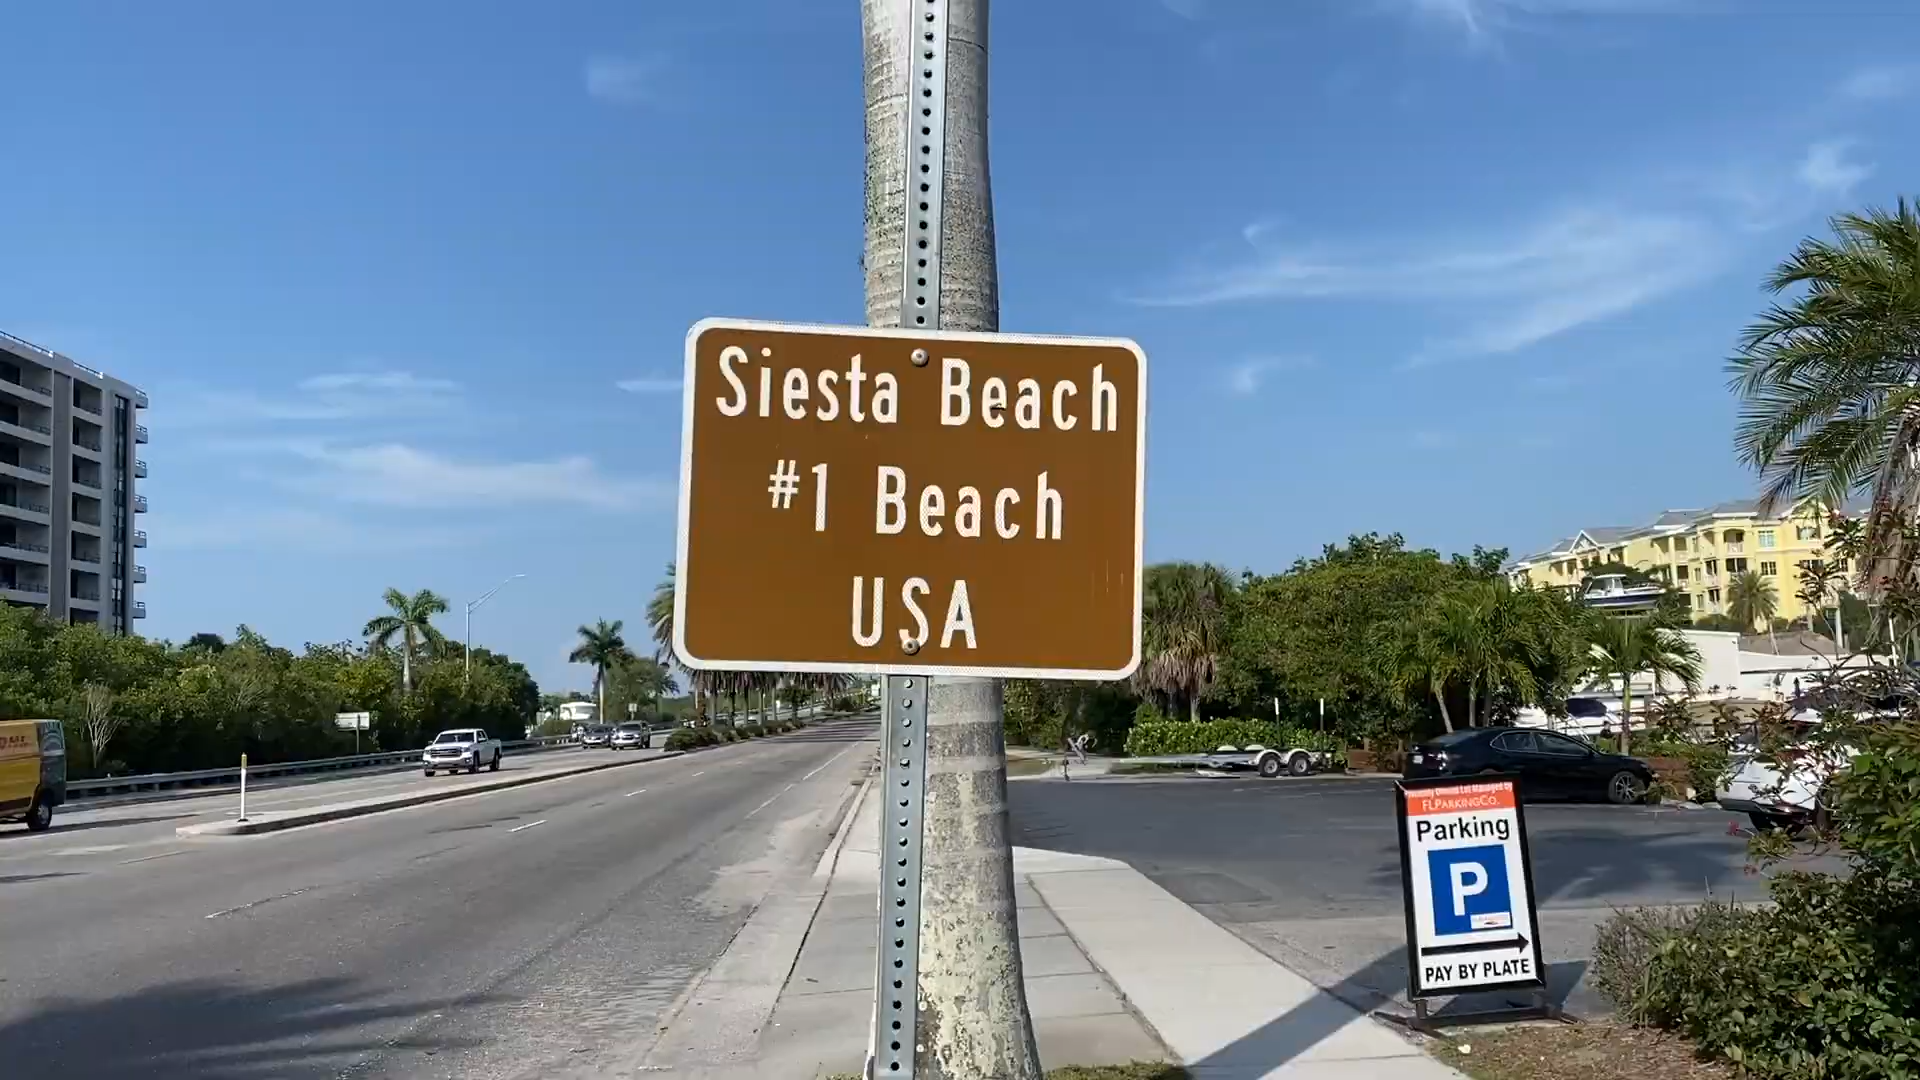 Siesta Beach
#1 Beach
USA
FLPARKINGCO.
Parking
P
PAY BY PLATE